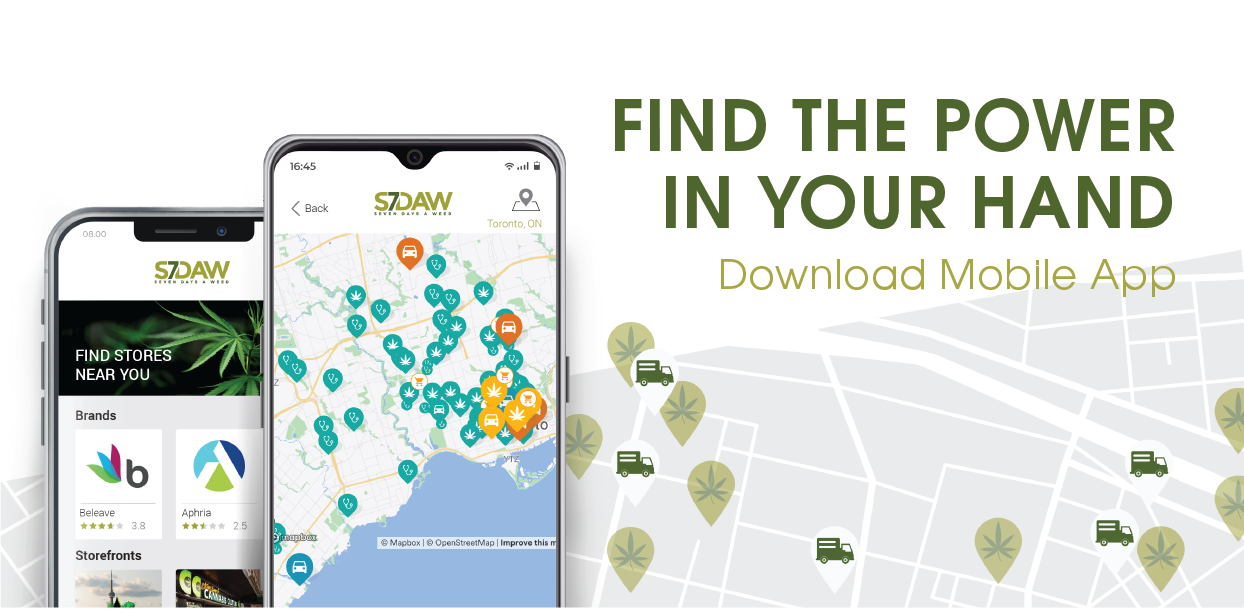 FIND THE POWER
IN YOUR HAND
Download Mobile App
08.00
S7DAW
SEVEN DAYS A WEED
FIND STORES
NEAR YOU
Brands
b
Beleave
3.8
Aphria
2.5
Storefronts
CANNABIS
16:45
Back
S7DAW
SEVEN DAYS A WEED
Toronto, ON
YTZ
mapbox
© Mapbox | © OpenStreetMap | Improve this m